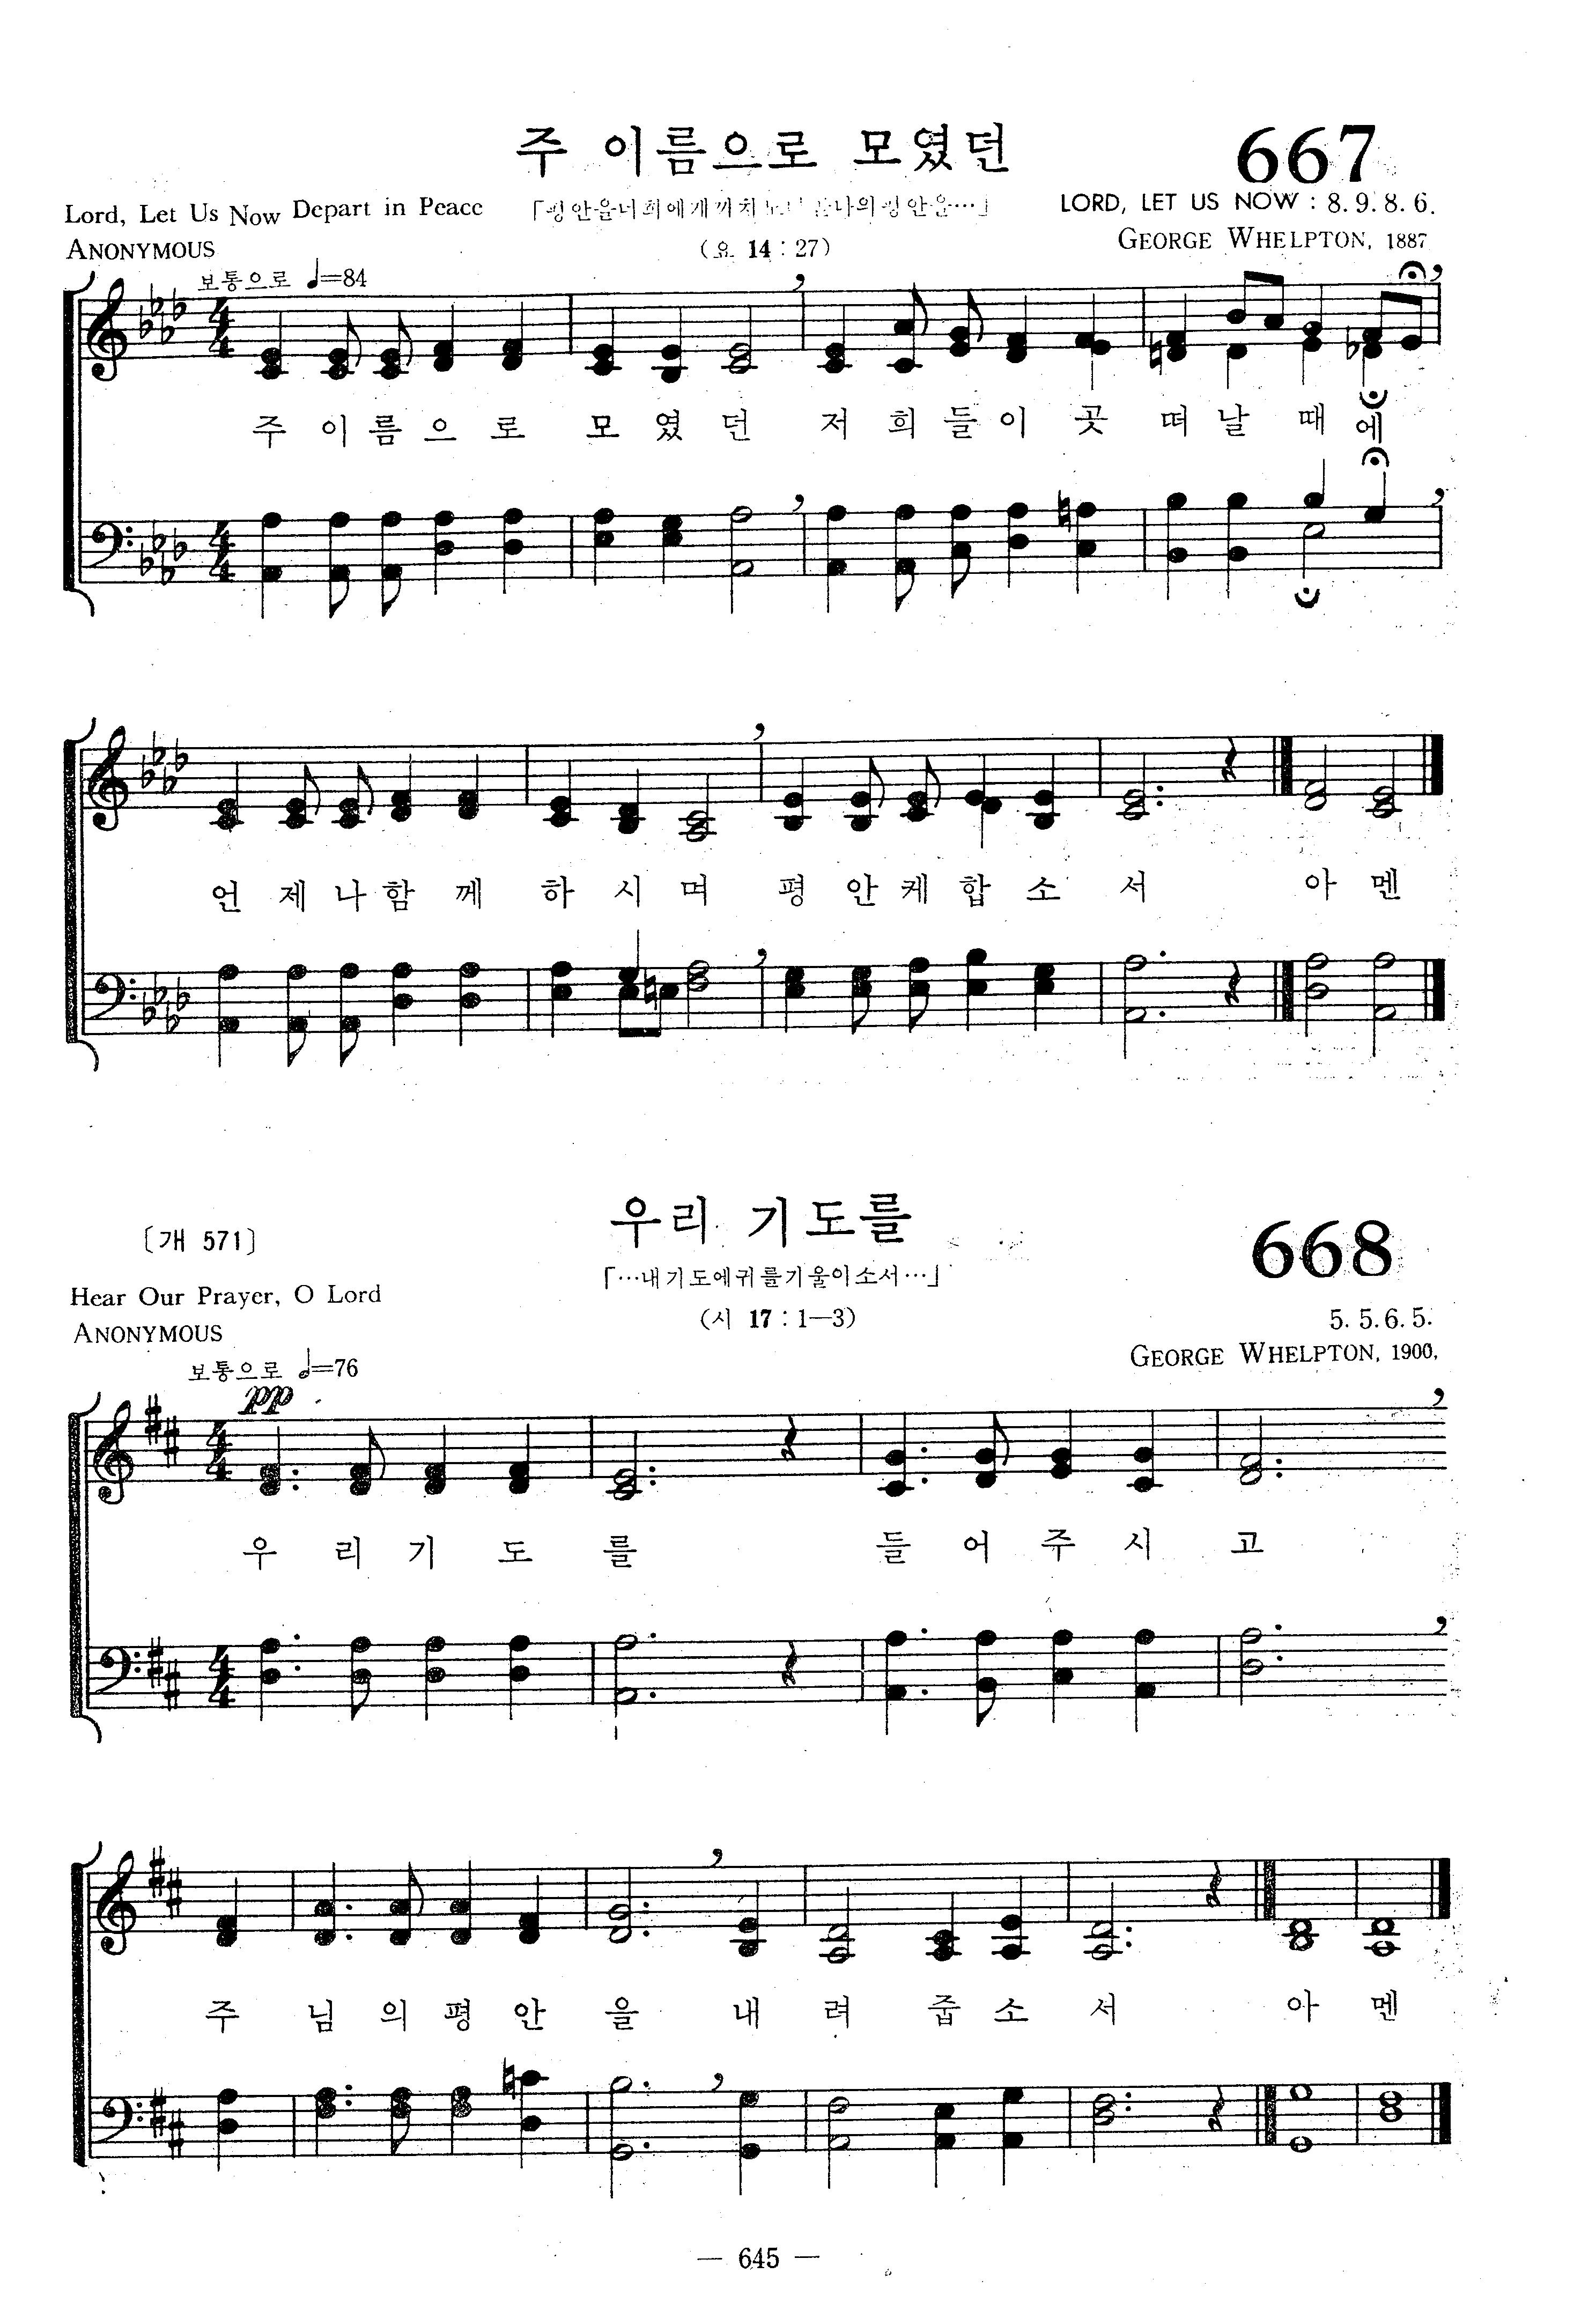 주 이름으로 모였던
667
Lord, Let Us Now Depart in Peace
「평안을너희에게끼치노니 곧나의평안을…」
LORD, LET US NOW : 8. 9. 8. 6.
ANONYMOUS
(요 14 : 27)
GEORGE WHELPTON, 1887
보통으로 ♩=84
주 이 름 으 로 모 였 던 저 희 들 이 곳 떠 날 때 에
언 제 나 함 께 하 시 며 평 안 케 합 소 서 아 멘
〔개 571〕
우리 기도를
668
「…내기도에귀를기울이소서…」
Hear Our Prayer, O Lord
(시 17 : 1—3)
5. 5. 6. 5.
ANONYMOUS
GEORGE WHELPTON, 1900,
보통으로 𝅗𝅥=76
pp
우 리 기 도 를 들 어 주 시 고
주 님 의 평 안 을 내 려 줍 소 서 아 멘
— 645 —